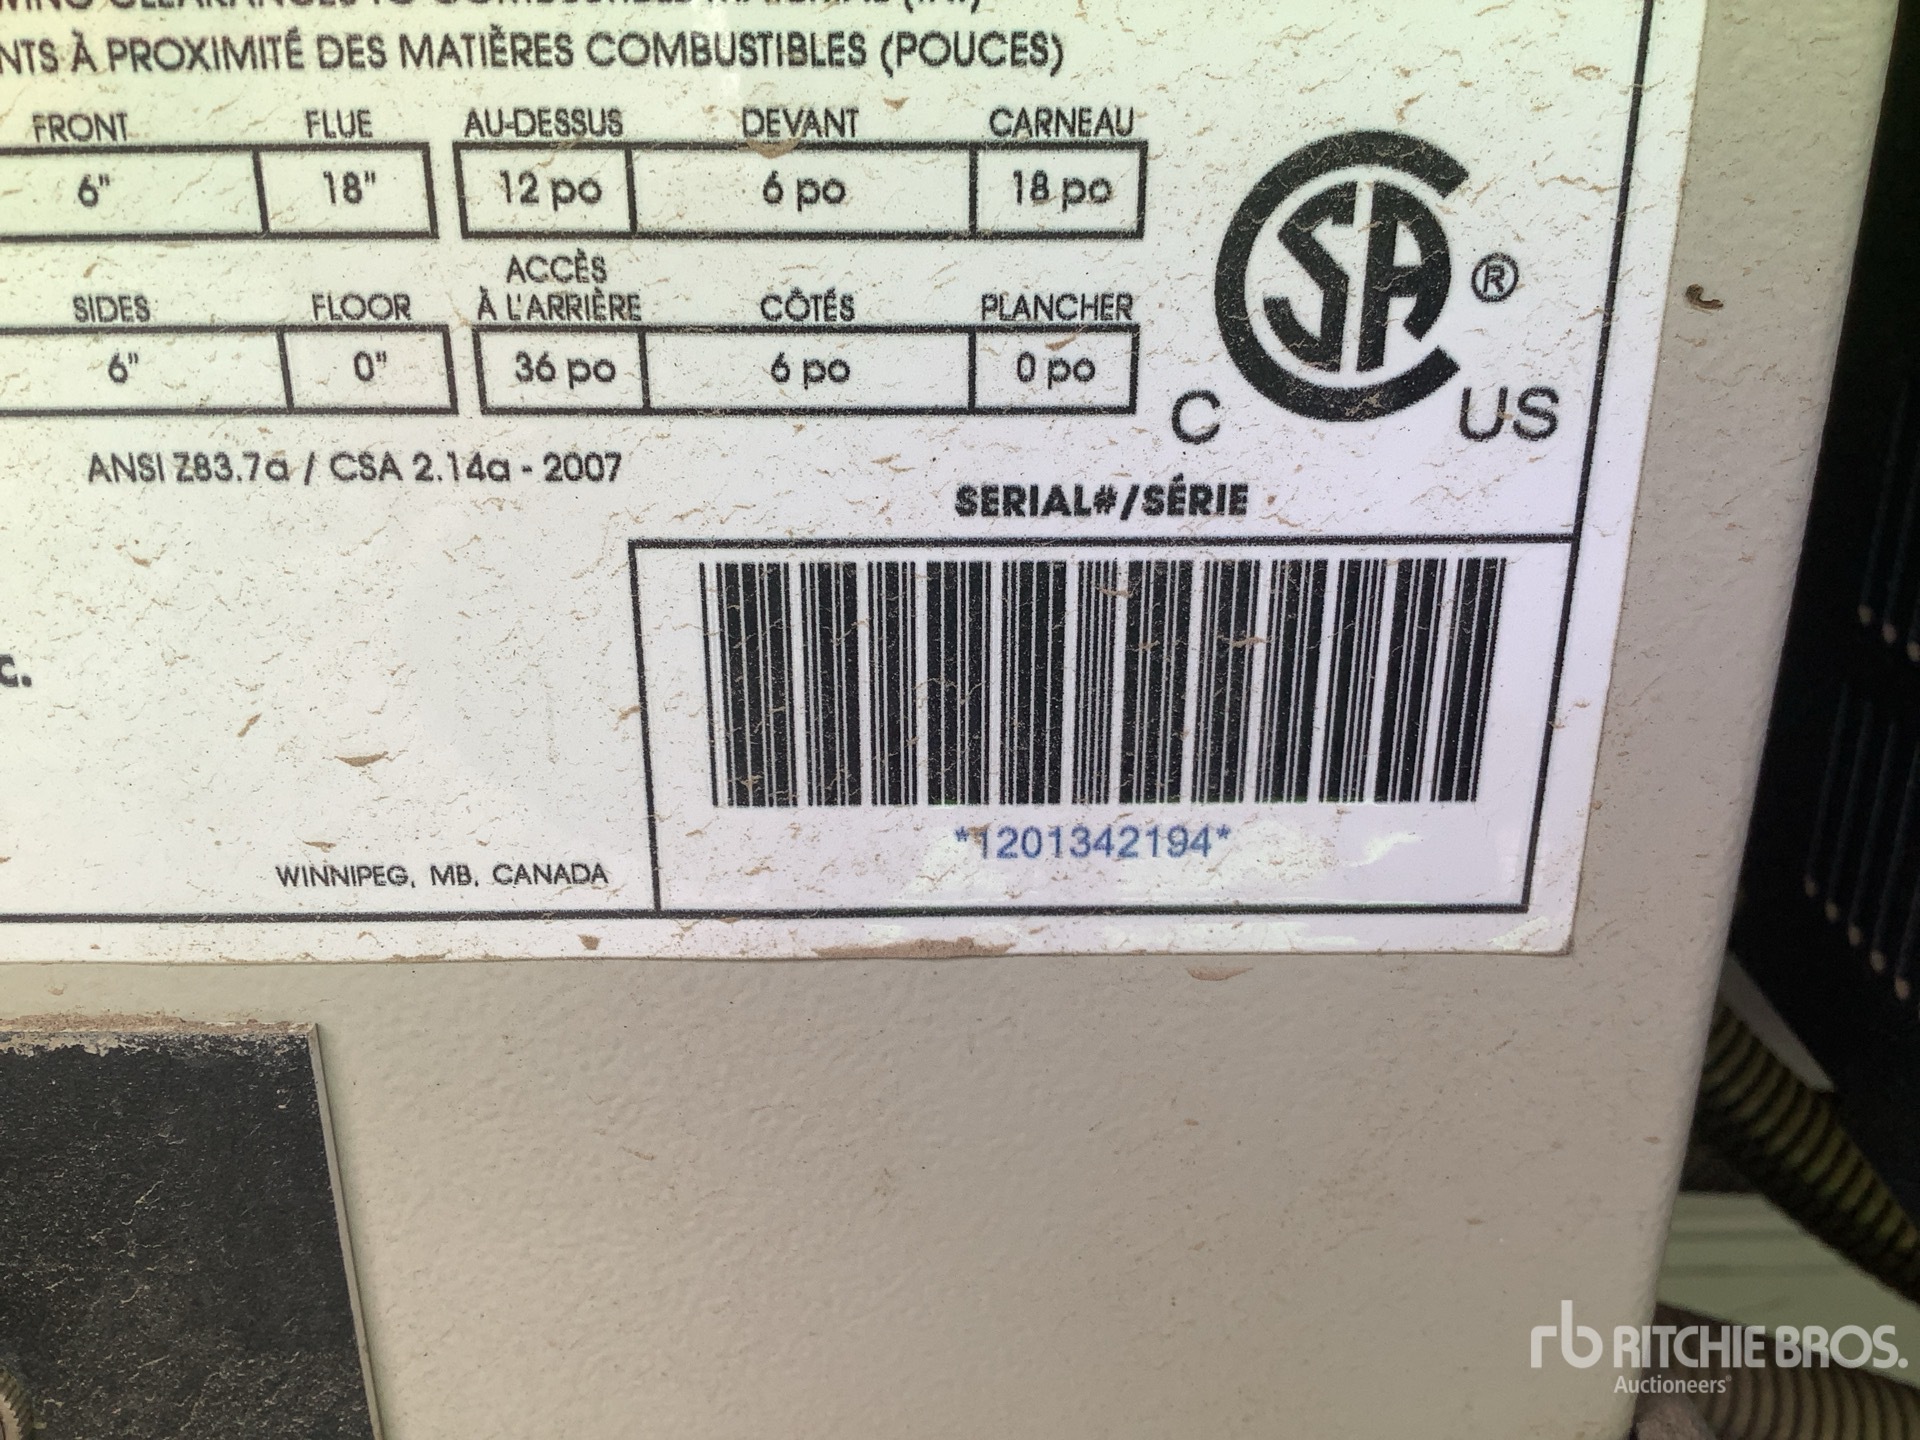 NTS À PROXIMITÉ DES MATIÈRES COMBUSTIBLES (POUCES)
FRONT FLUE AU-DESSUS DEVANT CARNEAU
6" 18" 12 po 6 po 18 po
ACCÈS
SIDES FLOOR À L'ARRIÈRE CÔTÉS PLANCHER
6" 0" 36 po 6 po 0 po
CSA ®
C US
ANSI Z83.7a / CSA 2.14a - 2007
SERIAL#/SÉRIE
c.
*1201342194*
WINNIPEG, MB, CANADA
rb RITCHIE BROS.
Auctioneers